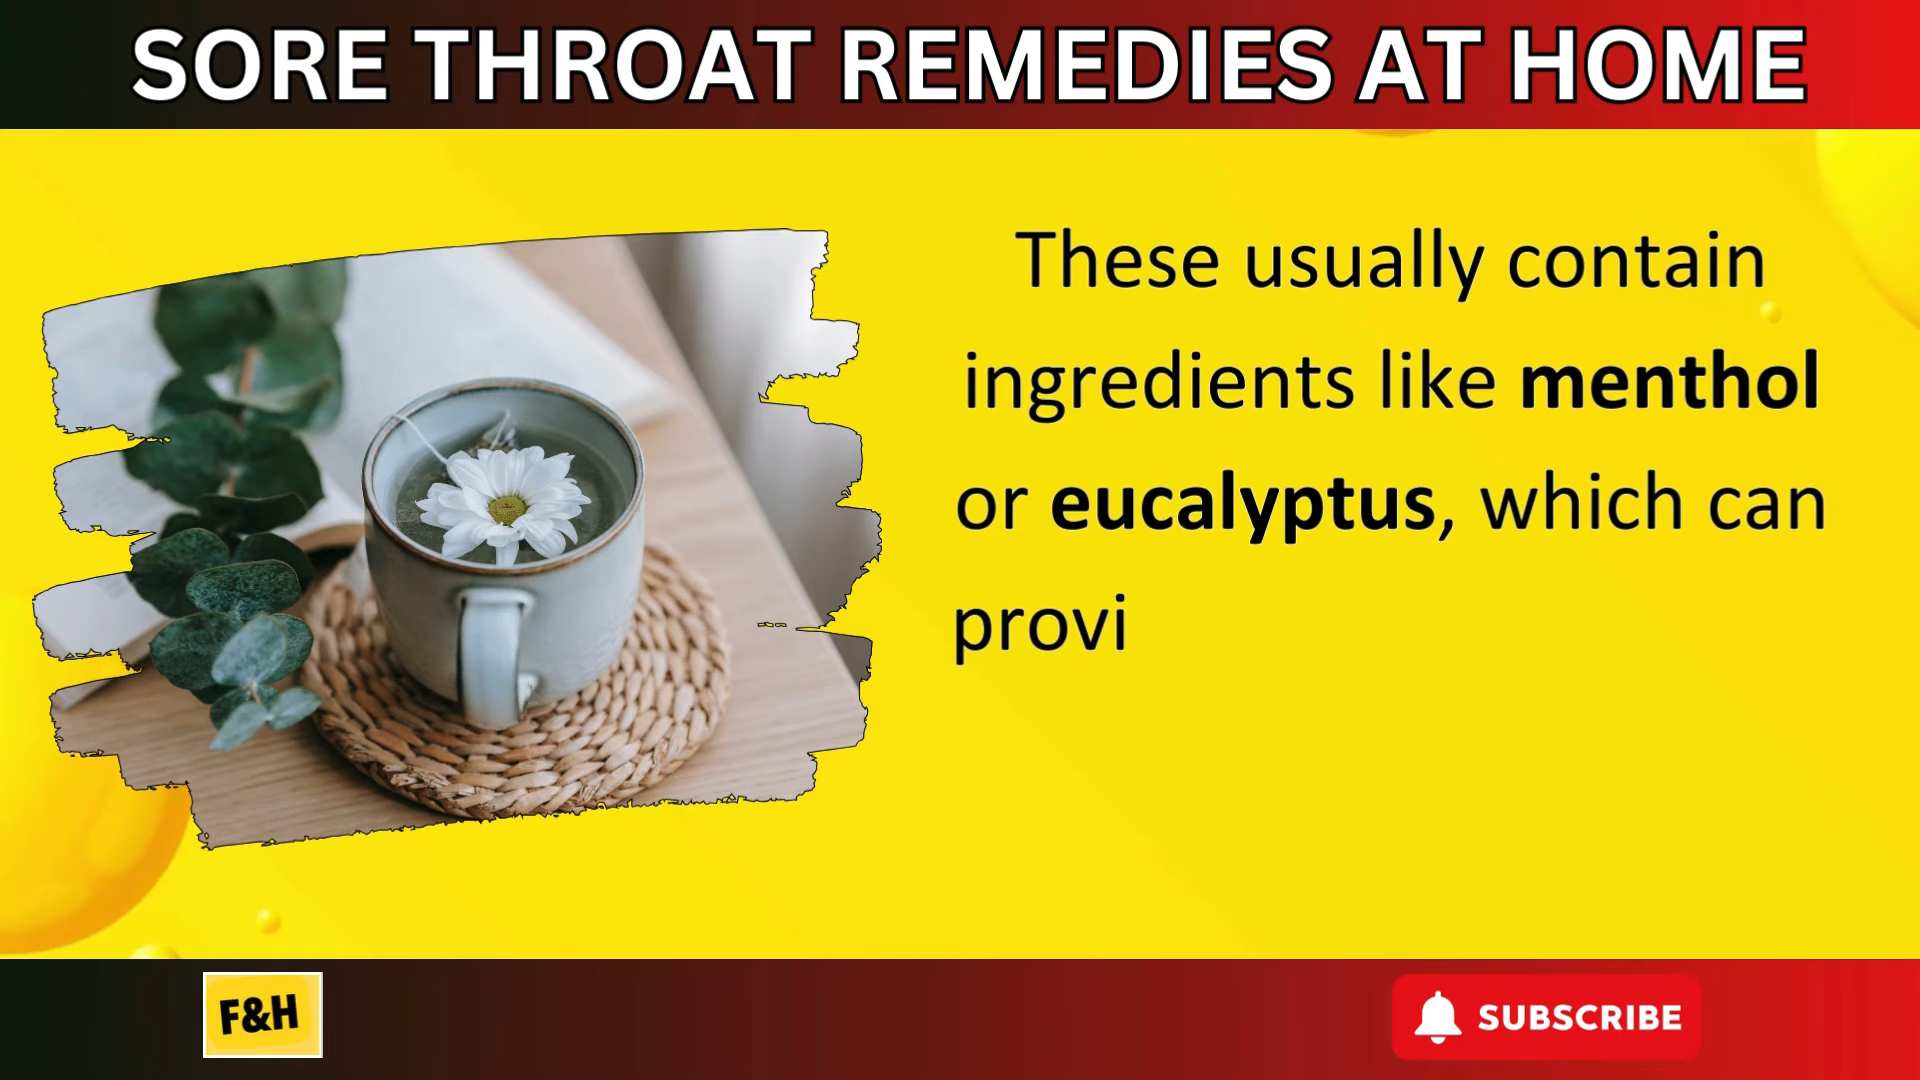 SORE THROAT REMEDIES AT HOME
These usually contain
ingredients like menthol
or eucalyptus, which can
provi
F&H
SUBSCRIBE